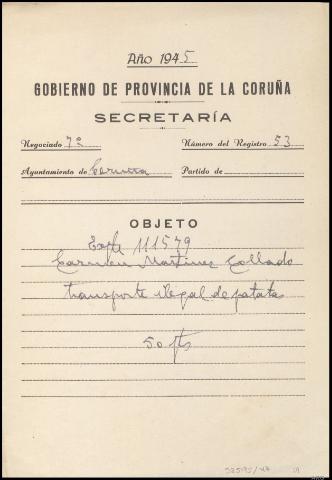 Año 1945
GOBIERNO DE PROVINCIA DE LA CORUÑA
SECRETARÍA
Negociado 7º Número del Registro 53
Ayuntamiento de Coruña Partido de
OBJETO
Expte 111579
Carmen Martinez Collado
transporte ilegal de patatas
50 pts